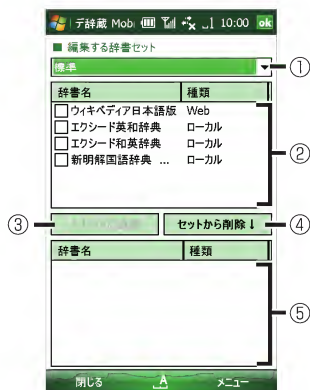 デ辞蔵 Mobi 10:00 ok
■ 編集する辞書セット
標準
①
辞書名 種類
ウィキペディア日本語版 Web
エクシード英和辞典 ローカル
エクシード和英辞典 ローカル
新明解国語辞典 ... ローカル
②
③
セットから削除↓
④
辞書名 種類
⑤
閉じる A メニュー